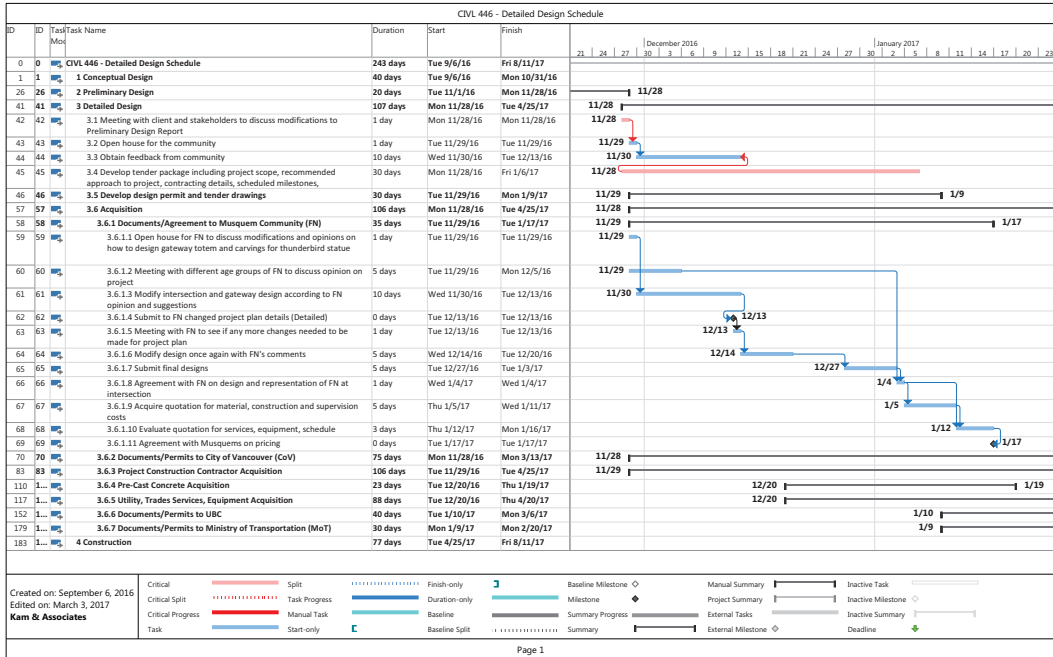 CIVL 446 - Detailed Design Schedule
ID ID Task Mod Task Name Duration Start Finish
December 2016 January 2017
21 24 27 30 3 6 9 12 15 18 21 24 27 30 2 5 8 11 14 17 20 23
0 0 CIVL 446 - Detailed Design Schedule 243 days Tue 9/6/16 Fri 8/11/17
1 1 1 Conceptual Design 40 days Tue 9/6/16 Mon 10/31/16
26 26 2 Preliminary Design 20 days Tue 11/1/16 Mon 11/28/16 11/28
41 41 3 Detailed Design 107 days Mon 11/28/16 Tue 4/25/17 11/28
42 42 3.1 Meeting with client and stakeholders to discuss modifications to 1 day Mon 11/28/16 Mon 11/28/16 11/28
Preliminary Design Report
43 43 3.2 Open house for the community 1 day Tue 11/29/16 Tue 11/29/16 11/29
44 44 3.3 Obtain feedback from community 10 days Wed 11/30/16 Tue 12/13/16 11/30
45 45 3.4 Develop tender package including project scope, recommended 30 days Mon 11/28/16 Fri 1/6/17 11/28
approach to project, contracting details, scheduled milestones,
46 46 3.5 Develop design permit and tender drawings 30 days Tue 11/29/16 Mon 1/9/17 11/29 1/9
57 57 3.6 Acquisition 106 days Mon 11/28/16 Tue 4/25/17 11/28
58 58 3.6.1 Documents/Agreement to Musquem Community (FN) 35 days Tue 11/29/16 Tue 1/17/17 11/29 1/17
59 59 3.6.1.1 Open house for FN to discuss modifications and opinions on 1 day Tue 11/29/16 Tue 11/29/16 11/29
how to design gateway totem and carvings for thunderbird statue
60 60 3.6.1.2 Meeting with different age groups of FN to discuss opinion on 5 days Tue 11/29/16 Mon 12/5/16 11/29
project
61 61 3.6.1.3 Modify intersection and gateway design according to FN 10 days Wed 11/30/16 Tue 12/13/16 11/30
opinion and suggestions
62 62 3.6.1.4 Submit to FN changed project plan details (Detailed) 0 days Tue 12/13/16 Tue 12/13/16 12/13
63 63 3.6.1.5 Meeting with FN to see if any more changes needed to be 1 day Tue 12/13/16 Tue 12/13/16 12/13
made for project plan
64 64 3.6.1.6 Modify design once again with FN's comments 5 days Wed 12/14/16 Tue 12/20/16 12/14
65 65 3.6.1.7 Submit final designs 5 days Tue 12/27/16 Tue 1/3/17 12/27
66 66 3.6.1.8 Agreement with FN on design and representation of FN at 1 day Wed 1/4/17 Wed 1/4/17 1/4
intersection
67 67 3.6.1.9 Acquire quotation for material, construction and supervision 5 days Thu 1/5/17 Wed 1/11/17 1/5
costs
68 68 3.6.1.10 Evaluate quotation for services, equipment, schedule 3 days Thu 1/12/17 Mon 1/16/17 1/12
69 69 3.6.1.11 Agreement with Musquems on pricing 0 days Tue 1/17/17 Tue 1/17/17 1/17
70 70 3.6.2 Documents/Permits to City of Vancouver (CoV) 75 days Mon 11/28/16 Mon 3/13/17 11/28
83 83 3.6.3 Project Construction Contractor Acquisition 106 days Tue 11/29/16 Tue 4/25/17 11/29
110 1... 3.6.4 Pre-Cast Concrete Acquisition 23 days Tue 12/20/16 Thu 1/19/17 12/20 1/19
117 1... 3.6.5 Utility, Trades Services, Equipment Acquisition 88 days Tue 12/20/16 Thu 4/20/17 12/20
152 1... 3.6.6 Documents/Permits to UBC 40 days Tue 1/10/17 Mon 3/6/17 1/10
179 1... 3.6.7 Documents/Permits to Ministry of Transportation (MoT) 30 days Mon 1/9/17 Mon 2/20/17 1/9
183 1... 4 Construction 77 days Tue 4/25/17 Fri 8/11/17
Created on: September 6, 2016
Edited on: March 3, 2017
Kam & Associates
Critical Split Finish-only Baseline Milestone Manual Summary Inactive Task
Critical Split Task Progress Duration-only Milestone Project Summary Inactive Milestone
Critical Progress Manual Task Baseline Summary Progress External Tasks Inactive Summary
Task Start-only Baseline Split Summary External Milestone Deadline
Page 1